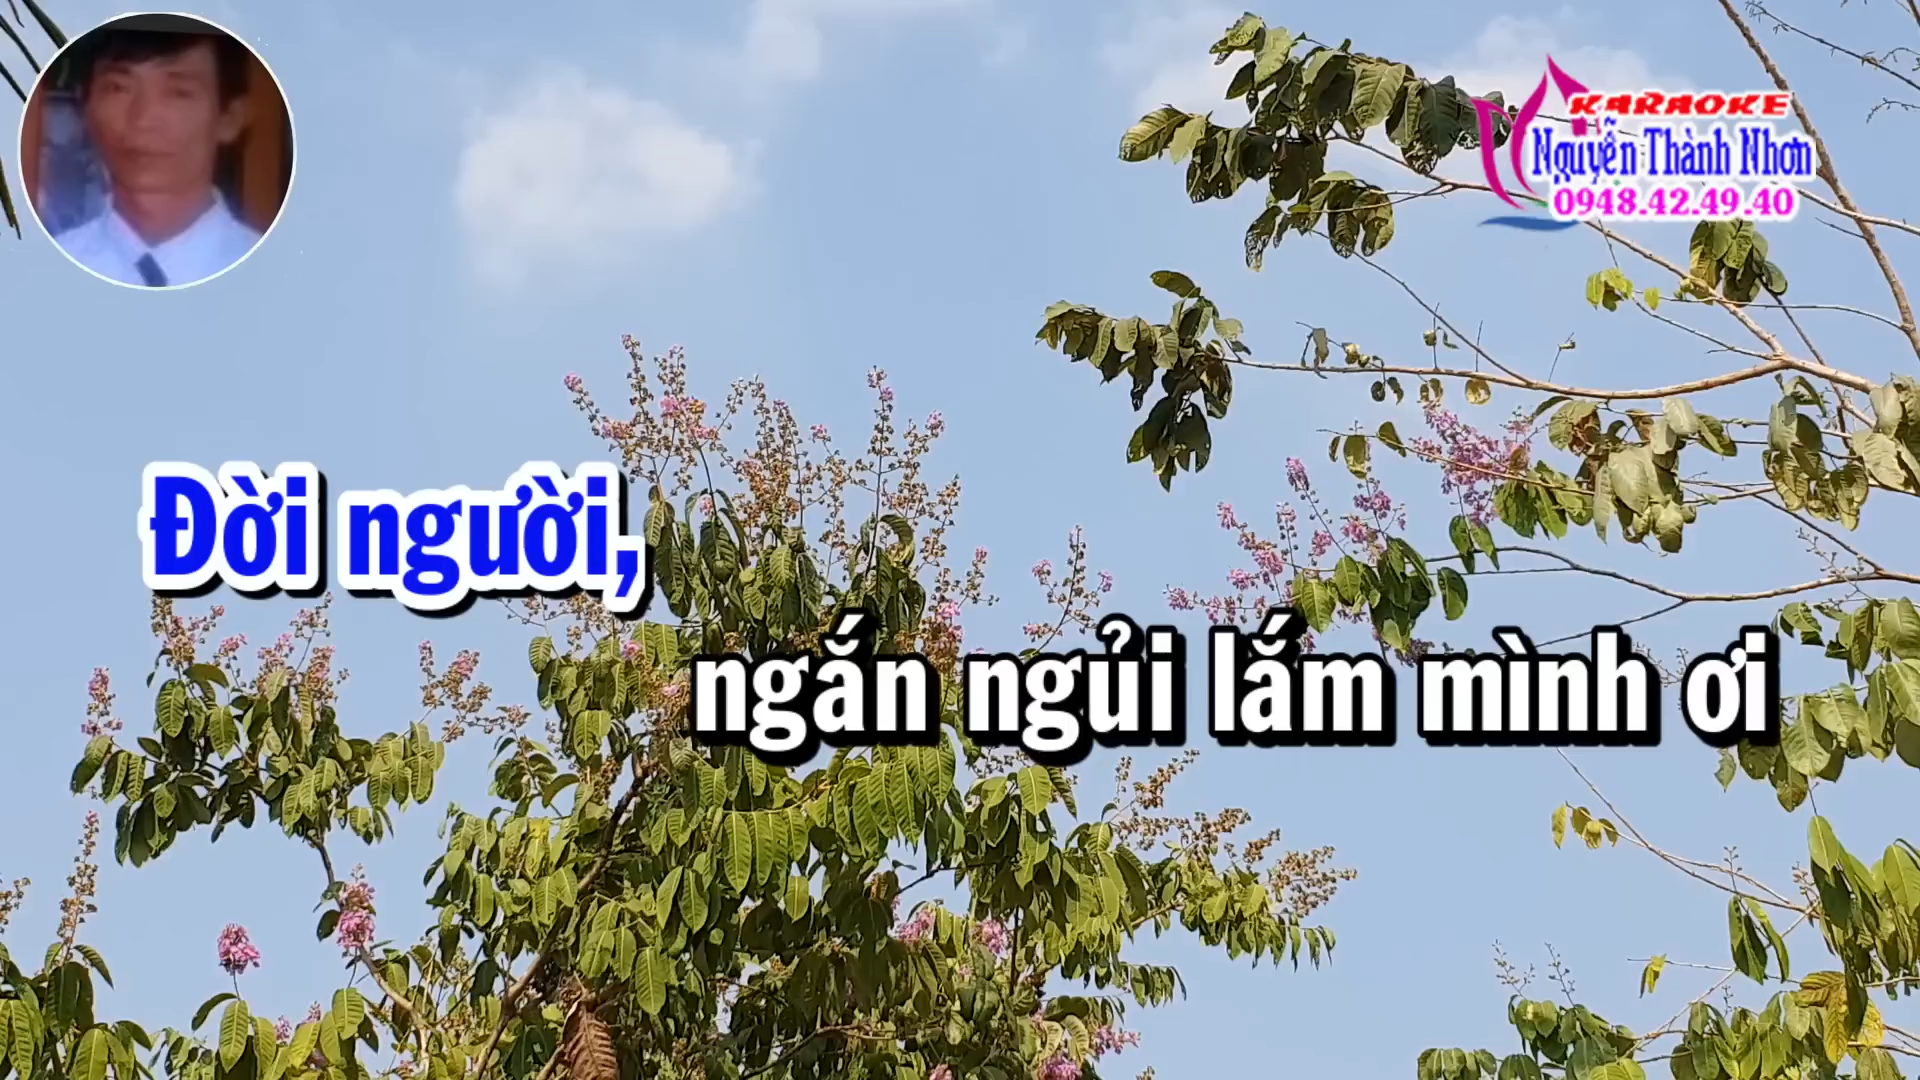 KARAOKE
Nguyễn Thành Nhơn
0948.42.49.40
Đời người,
ngắn ngủi lắm mình ơi